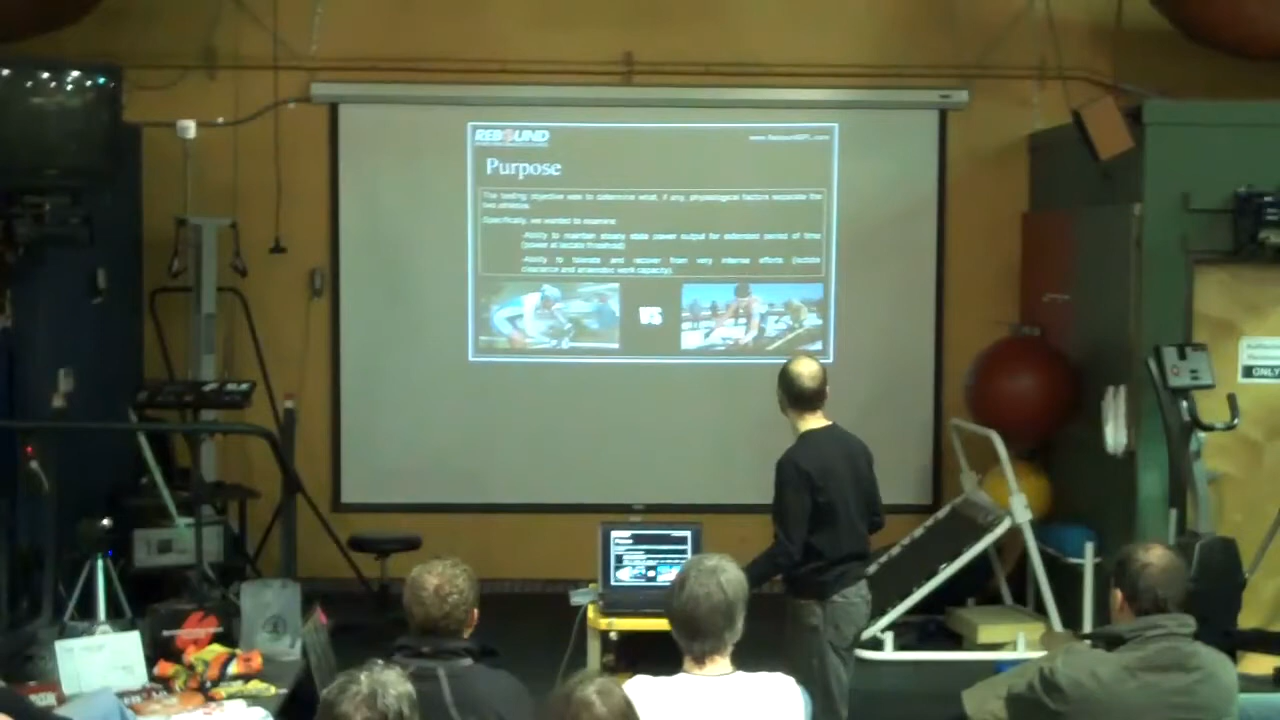 REBOUND
Purpose
The testing objective was to determine what, if any, physiological factors separate the
two athletes.
Specifically, we wanted to examine:
-Ability to maintain steady state power output for extended period of time
(power at lactate threshold)
-Ability to tolerate and recover from very intense efforts (lactate
clearance and anaerobic work capacity).
VS
ONLY